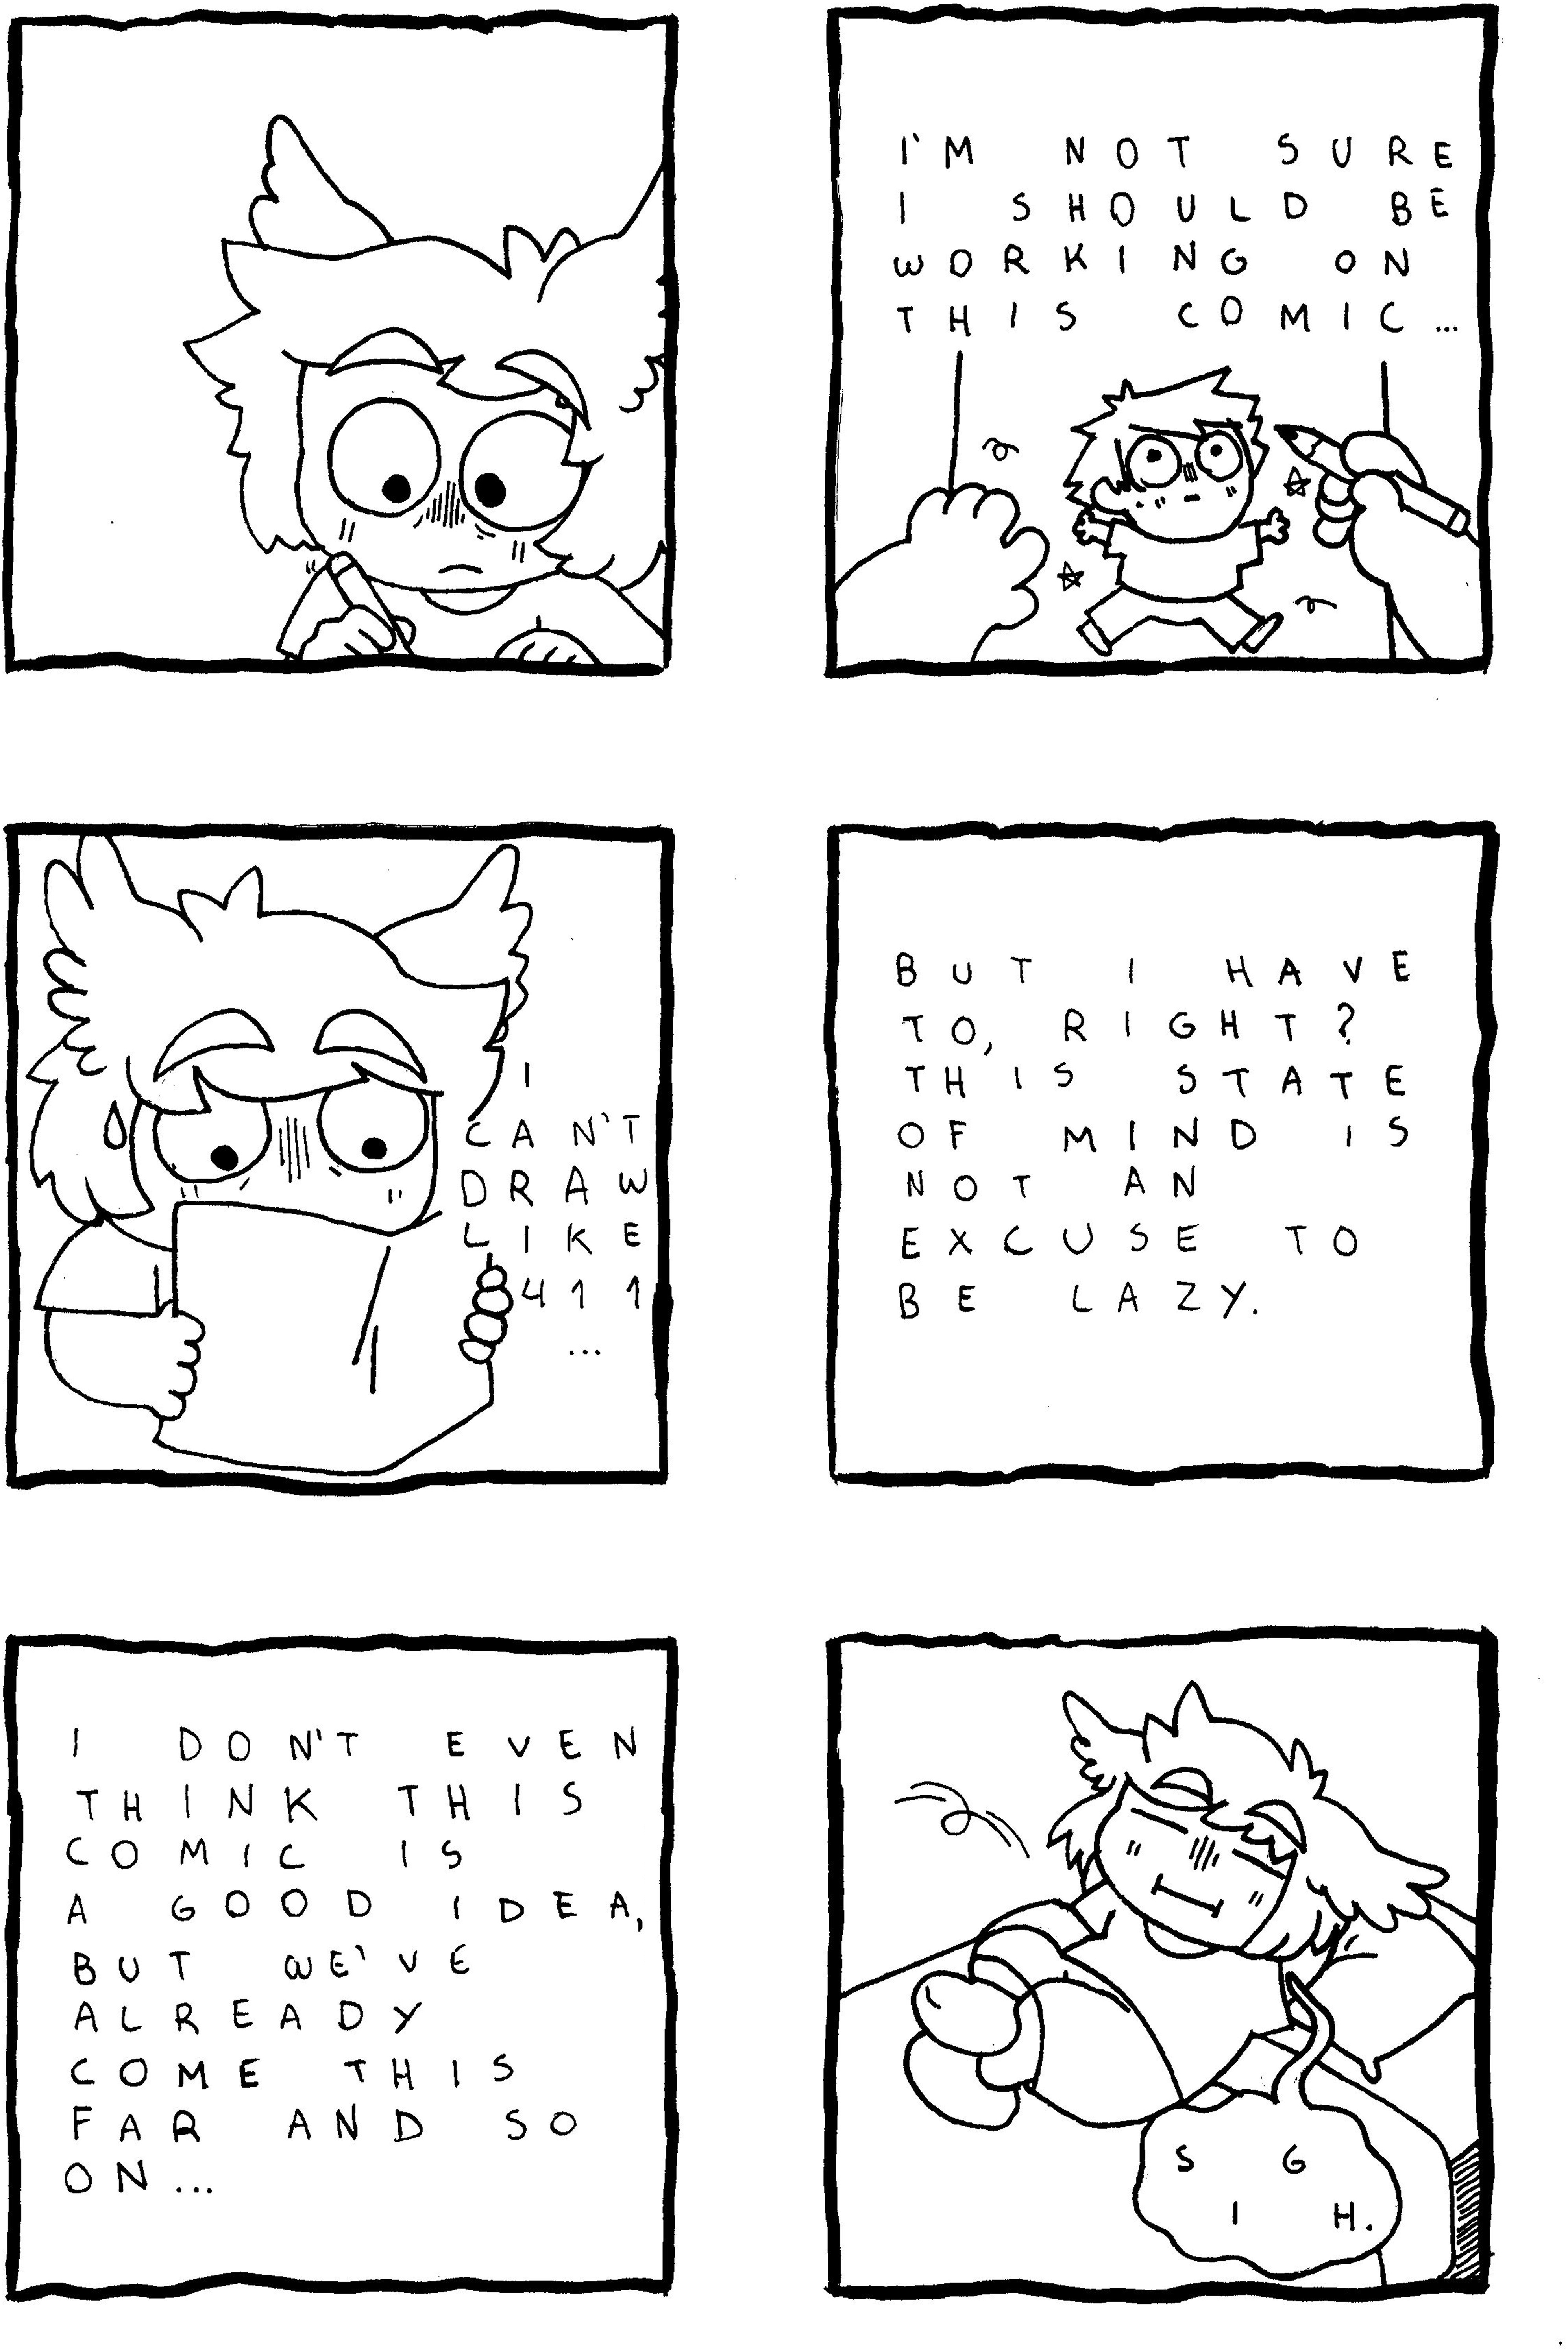 I'M NOT SURE
I SHOULD BE
WORKING ON
THIS COMIC...
I
CAN'T
DRAW
LIKE
411
...
BUT I HAVE
TO, RIGHT?
THIS STATE
OF MIND IS
NOT AN
EXCUSE TO
BE LAZY.
I DON'T EVEN
THINK THIS
COMIC IS
A GOOD IDEA,
BUT WE'VE
ALREADY
COME THIS
FAR AND SO
ON...
SIGH.